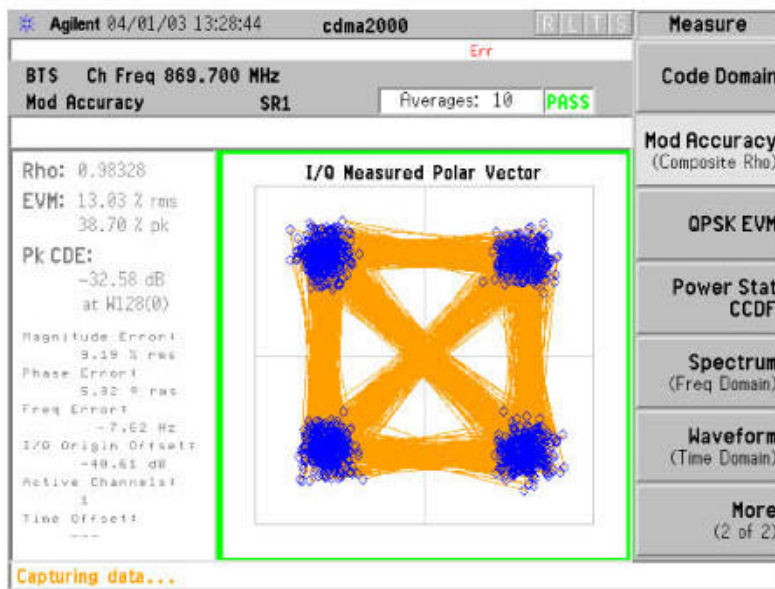 Agilent 04/01/03 13:28:44 cdma2000 R L T S
Err
BTS Ch Freq 869.700 MHz
Mod Accuracy SR1 Averages: 10 PASS
Rho: 0.98328
EVM: 13.03 % rms
38.70 % pk
Pk CDE:
-32.58 dB
at W128(0)
Magnitude Error:
9.19 % rms
Phase Error:
5.32 º rms
Freq Error:
-7.62 Hz
I/Q Origin Offset:
-40.61 dB
Active Channels:
1
Time Offset:
---
I/Q Measured Polar Vector
Capturing data...
Measure
Code Domain
Mod Accuracy
(Composite Rho)
QPSK EVM
Power Stat
CCDF
Spectrum
(Freq Domain)
Waveform
(Time Domain)
More
(2 of 2)